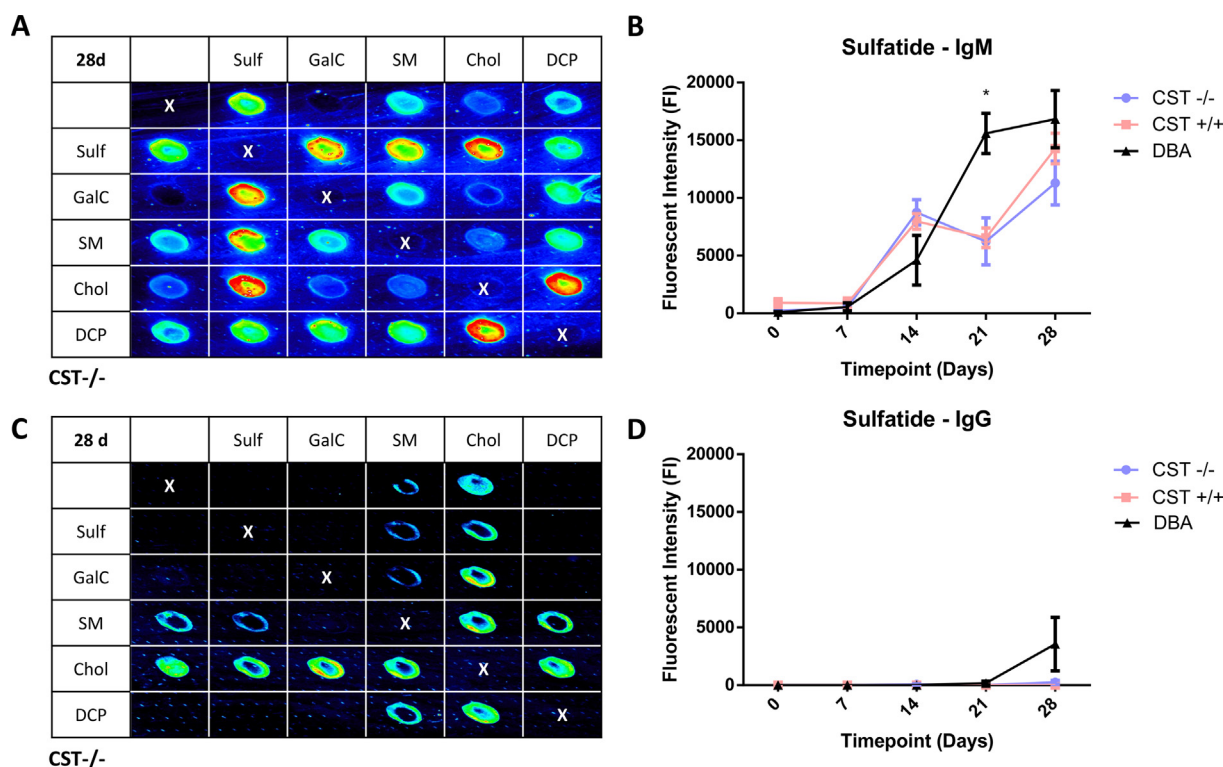 A
28d Sulf GalC SM Chol DCP
X
Sulf X
GalC X
SM X
Chol X
DCP X
CST-/-
B
Sulfatide - IgM
Fluorescent Intensity (FI)
20000
15000
10000
5000
0
*
0 7 14 21 28
Timepoint (Days)
CST -/-
CST +/+
DBA
C
28 d Sulf GalC SM Chol DCP
X
Sulf X
GalC X
SM X
Chol X
DCP X
CST-/-
D
Sulfatide - IgG
Fluorescent Intensity (FI)
20000
15000
10000
5000
0
0 7 14 21 28
Timepoint (Days)
CST -/-
CST +/+
DBA